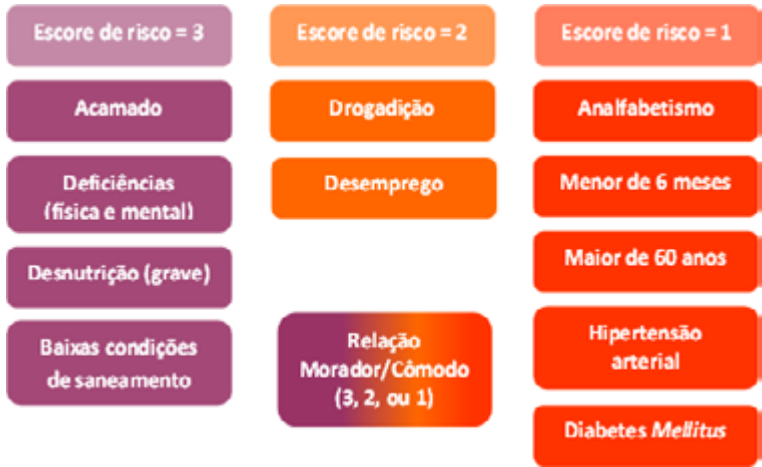 Escore de risco = 3
Acamado
Deficiências
(física e mental)
Desnutrição (grave)
Baixas condições
de saneamento
Escore de risco = 2
Drogadição
Desemprego
Relação
Morador/Cômodo
(3, 2, ou 1)
Escore de risco = 1
Analfabetismo
Menor de 6 meses
Maior de 60 anos
Hipertensão
arterial
Diabetes Mellitus